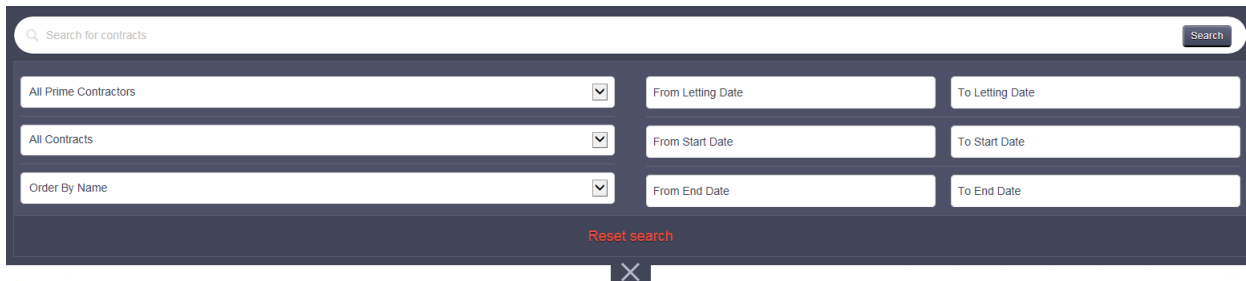 Search for contracts
Search
All Prime Contractors
From Letting Date
To Letting Date
All Contracts
From Start Date
To Start Date
Order By Name
From End Date
To End Date
Reset search